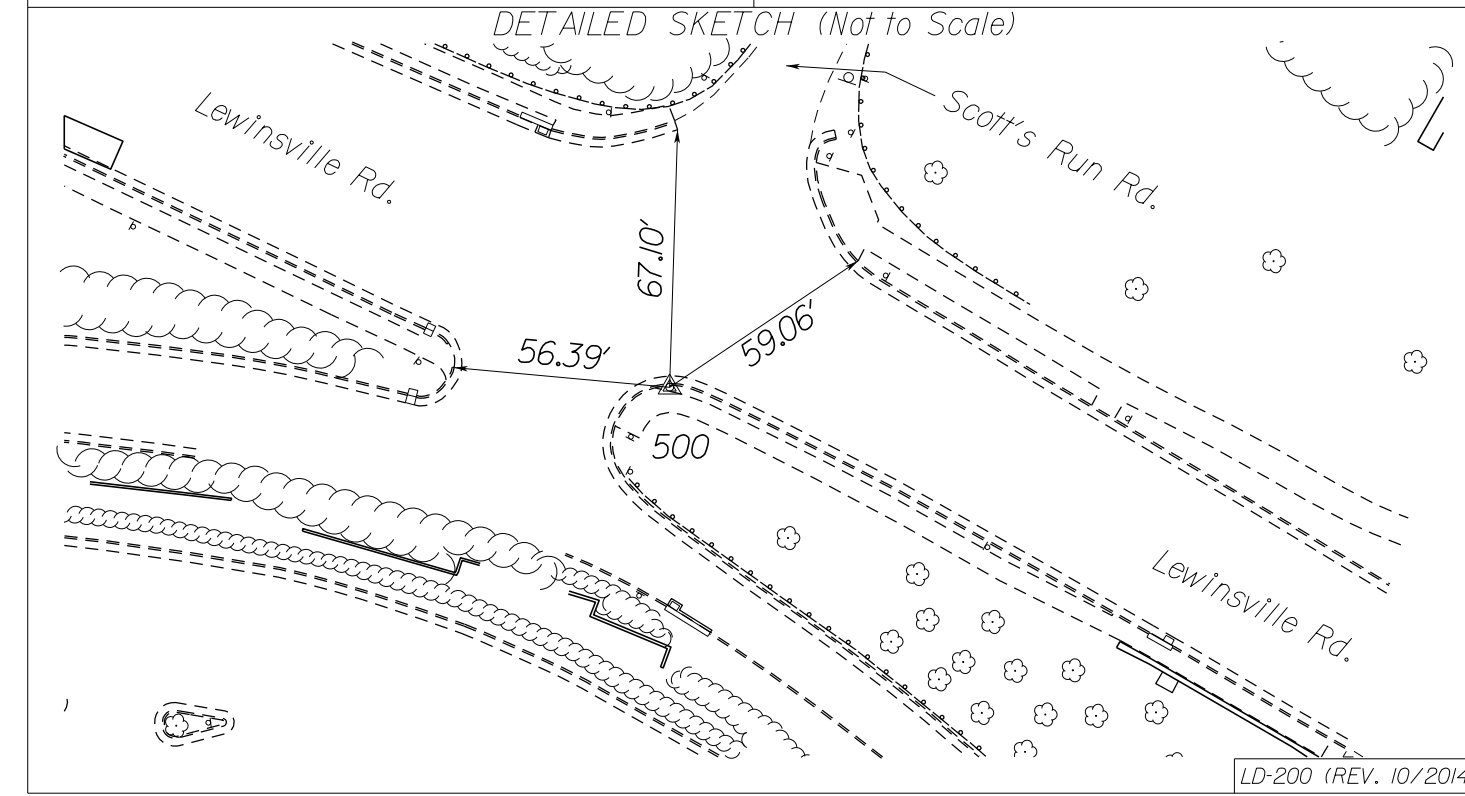 DETAILED SKETCH (Not to Scale)
Lewinsville Rd.
Scott's Run Rd.
67.10'
59.06'
56.39'
500
Lewinsville Rd.
LD-200 (REV. 10/2014